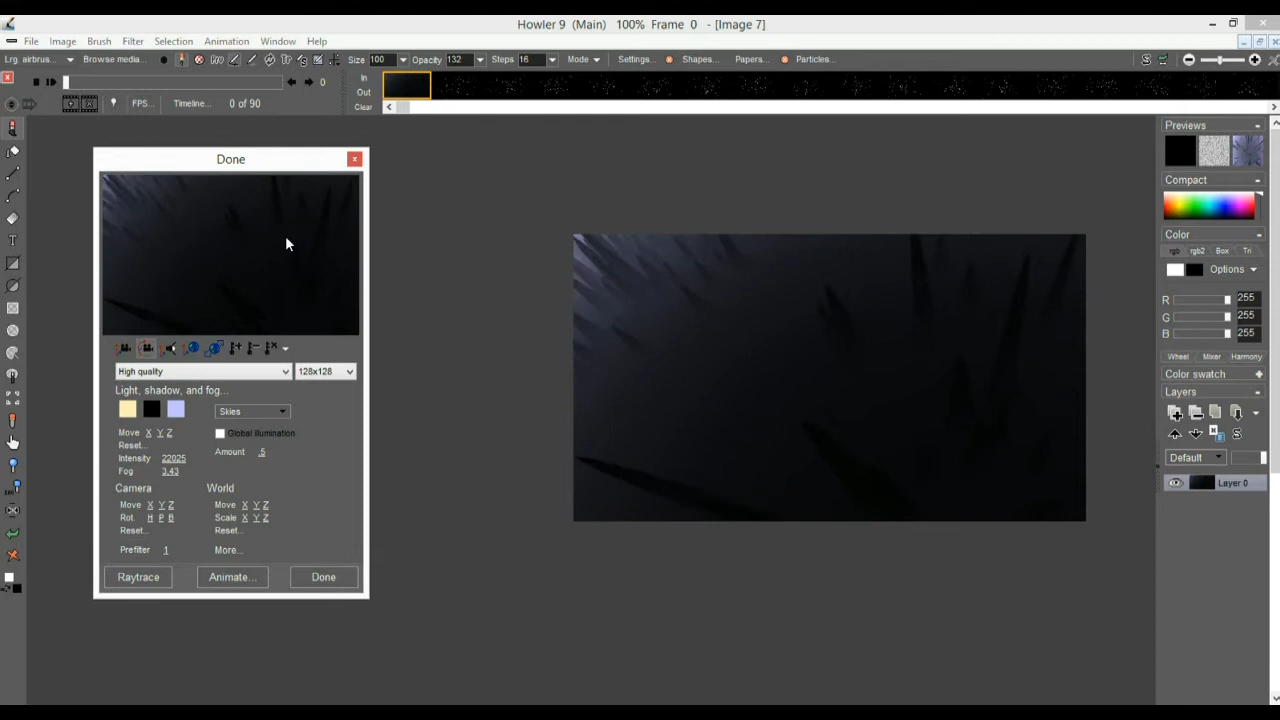 Howler 9 (Main) 100% Frame 0 - [Image 7]
File Image Brush Filter Selection Animation Window Help
Lrg. airbrus... Browse media... Size 100 Opacity 132 Steps 16 Mode Settings... Shapes... Papers... Particles...
0 In
Out
FPS... Timeline... 0 of 90 Clear
Done
High quality 128x128
Light, shadow, and fog...
Skies
Move X Y Z Global illumination
Reset...
Amount .5
Intensity 22025
Fog 3.43
Camera World
Move X Y Z Move X Y Z
Rot. H P B Scale X Y Z
Reset... Reset...
Prefilter 1 More...
Raytrace Animate... Done
Previews
Compact
Color
rgb rgb2 Box Tri
Options
R 255
G 255
B 255
Wheel Mixer Harmony
Color swatch
Layers
Default
Layer 0